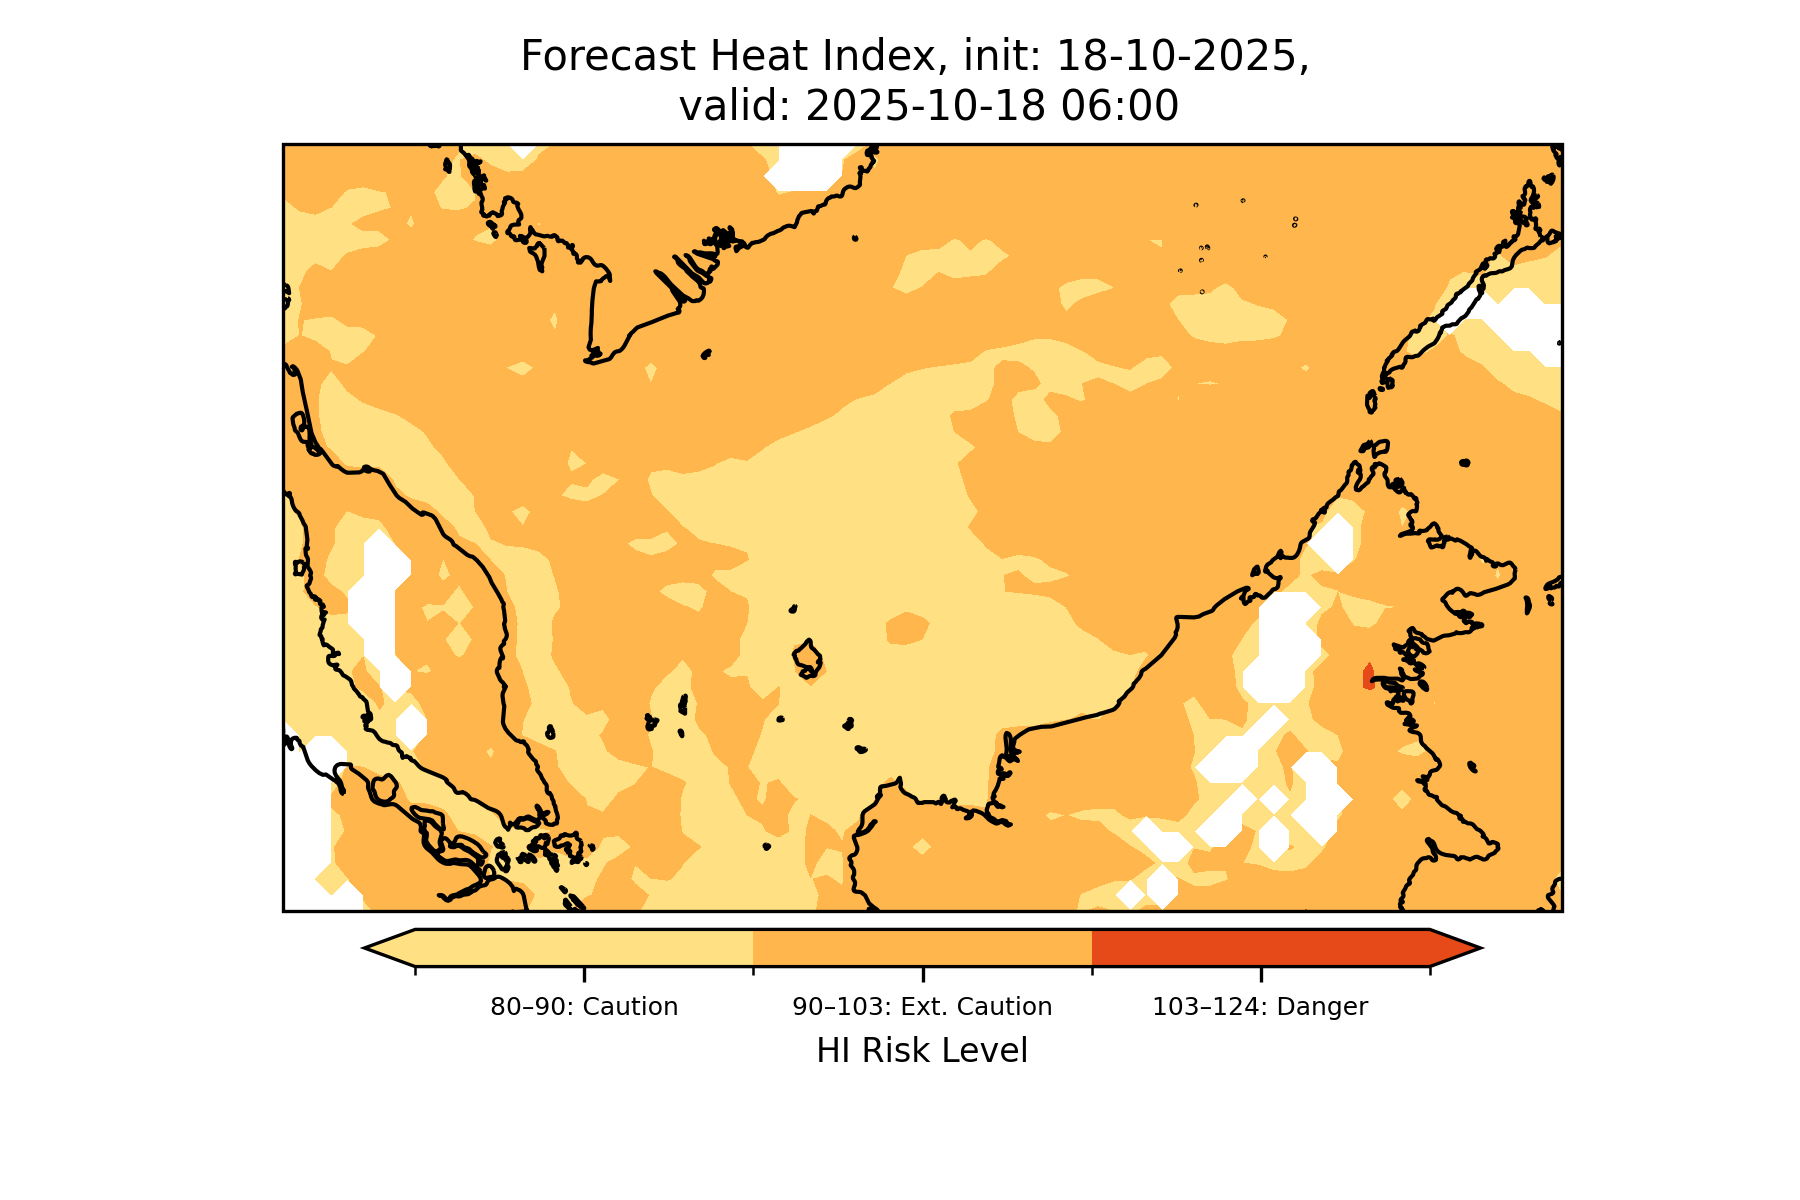 Forecast Heat Index, init: 18-10-2025,
valid: 2025-10-18 06:00
80–90: Caution
90–103: Ext. Caution
103–124: Danger
HI Risk Level